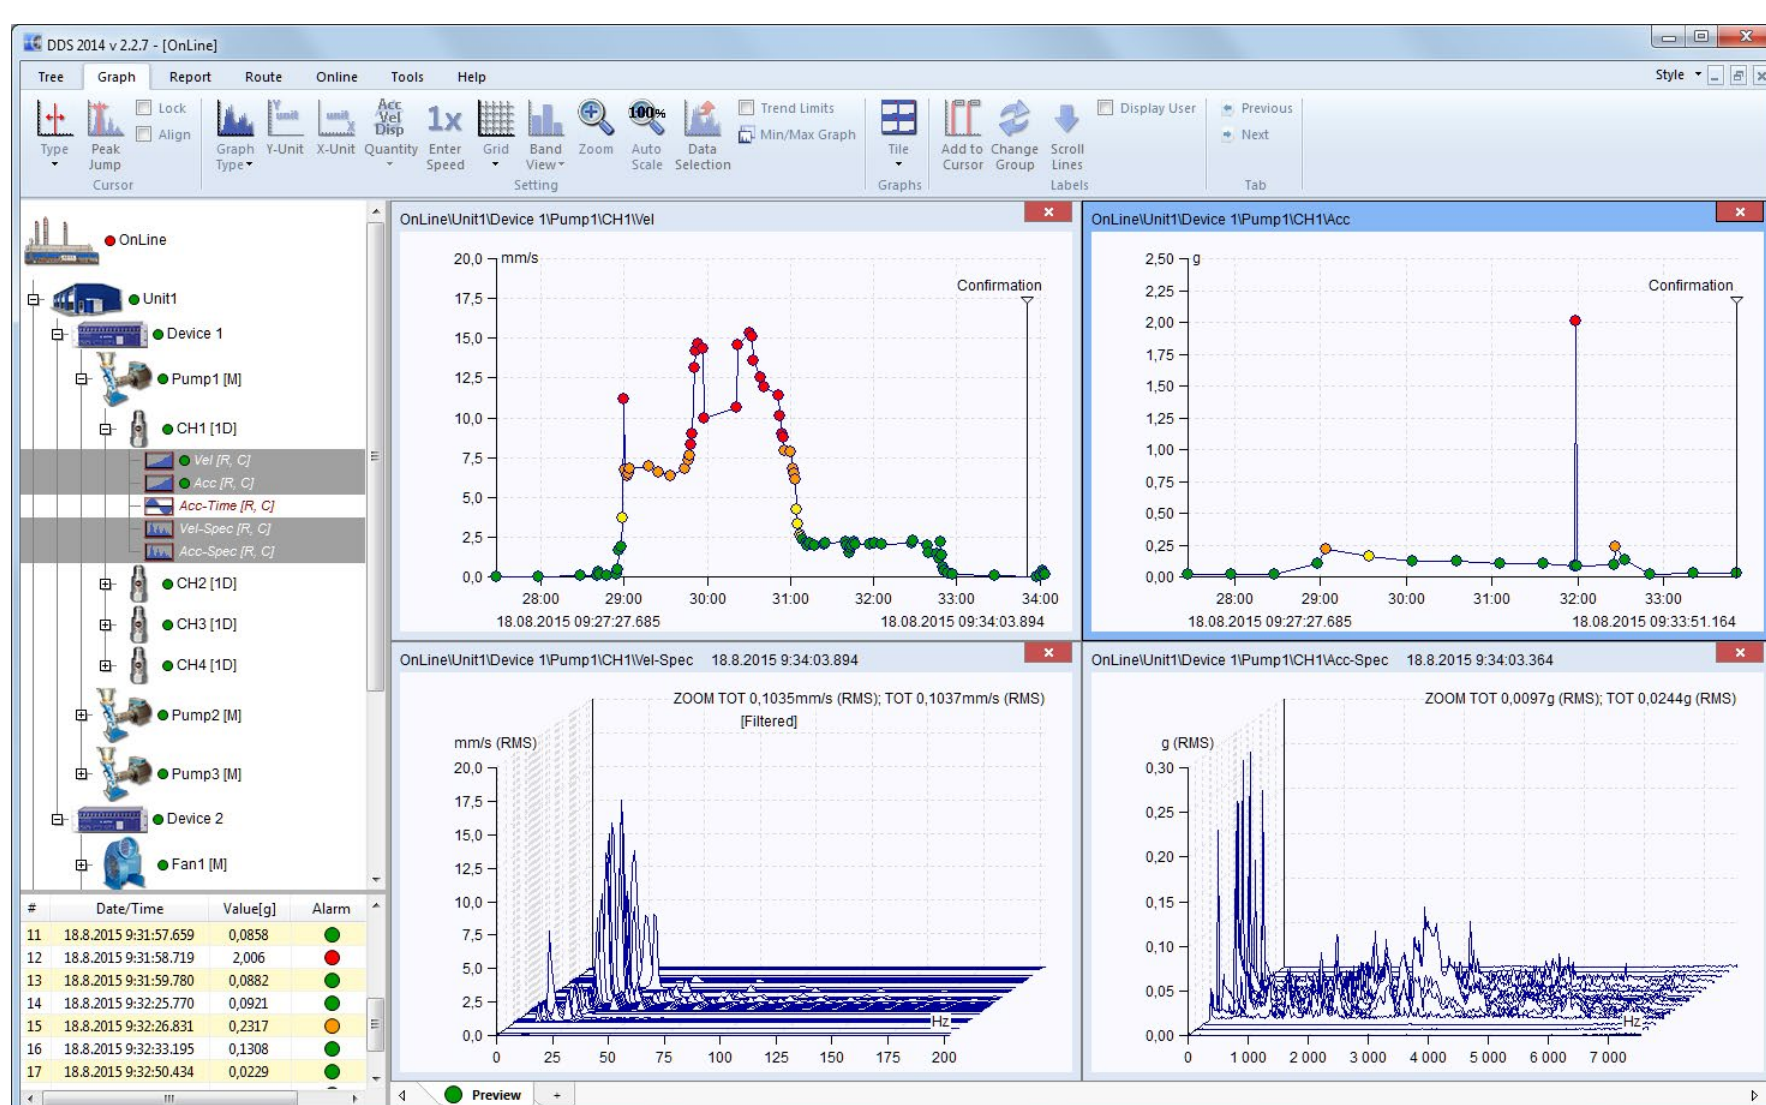 DDS 2014 v 2.2.7 - [OnLine]
Tree Graph Report Route Online Tools Help Style
Type Peak Jump Lock Align Cursor
Graph Type Y-Unit X-Unit Acc Vel Disp Quantity 1x Enter Speed Grid Band View Zoom 100% Auto Scale Data Selection Trend Limits Min/Max Graph Setting
Tile Graphs
Add to Cursor Change Group Scroll Lines Display User Labels
Previous Next Tab
OnLine
Unit1
Device 1
Pump1 [M]
CH1 [1D]
Vel [R, C]
Acc [R, C]
Acc-Time [R, C]
Vel-Spec [R, C]
Acc-Spec [R, C]
CH2 [1D]
CH3 [1D]
CH4 [1D]
Pump2 [M]
Pump3 [M]
Device 2
Fan1 [M]
# Date/Time Value[g] Alarm
11 18.8.2015 9:31:57.659 0,0858
12 18.8.2015 9:31:58.719 2,006
13 18.8.2015 9:31:59.780 0,0882
14 18.8.2015 9:32:25.770 0,0921
15 18.8.2015 9:32:26.831 0,2317
16 18.8.2015 9:32:33.195 0,1308
17 18.8.2015 9:32:50.434 0,0229
OnLine\Unit1\Device 1\Pump1\CH1\Vel
20,0 mm/s
Confirmation
17,5
15,0
12,5
10,0
7,5
5,0
2,5
0,0
28:00 29:00 30:00 31:00 32:00 33:00 34:00
18.08.2015 09:27:27.685 18.08.2015 09:34:03.894
OnLine\Unit1\Device 1\Pump1\CH1\Acc
2,50 g
Confirmation
2,25
2,00
1,75
1,50
1,25
1,00
0,75
0,50
0,25
0,00
28:00 29:00 30:00 31:00 32:00 33:00
18.08.2015 09:27:27.685 18.08.2015 09:33:51.164
OnLine\Unit1\Device 1\Pump1\CH1\Vel-Spec 18.8.2015 9:34:03.894
ZOOM TOT 0,1035mm/s (RMS); TOT 0,1037mm/s (RMS)
[Filtered]
mm/s (RMS)
20,0
17,5
15,0
12,5
10,0
7,5
5,0
2,5
0,0
Hz
0 25 50 75 100 125 150 175 200
OnLine\Unit1\Device 1\Pump1\CH1\Acc-Spec 18.8.2015 9:34:03.364
ZOOM TOT 0,0097g (RMS); TOT 0,0244g (RMS)
g (RMS)
0,30
0,25
0,20
0,15
0,10
0,05
0,00
Hz
0 1 000 2 000 3 000 4 000 5 000 6 000 7 000
Preview +